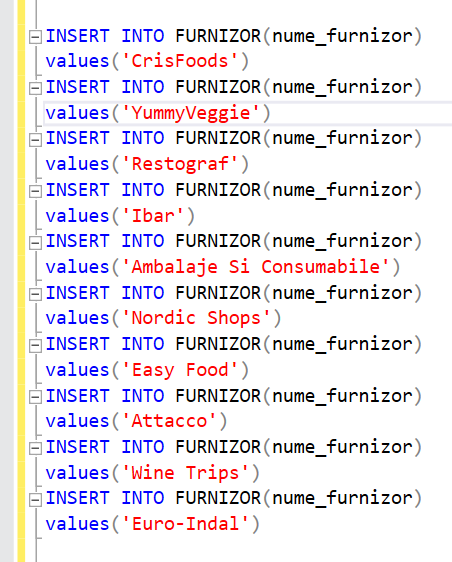 INSERT INTO FURNIZOR(nume_furnizor)
values('CrisFoods')
INSERT INTO FURNIZOR(nume_furnizor)
values('YummyVeggie')
INSERT INTO FURNIZOR(nume_furnizor)
values('Restograf')
INSERT INTO FURNIZOR(nume_furnizor)
values('Ibar')
INSERT INTO FURNIZOR(nume_furnizor)
values('Ambalaje Si Consumabile')
INSERT INTO FURNIZOR(nume_furnizor)
values('Nordic Shops')
INSERT INTO FURNIZOR(nume_furnizor)
values('Easy Food')
INSERT INTO FURNIZOR(nume_furnizor)
values('Attacco')
INSERT INTO FURNIZOR(nume_furnizor)
values('Wine Trips')
INSERT INTO FURNIZOR(nume_furnizor)
values('Euro-Indal')